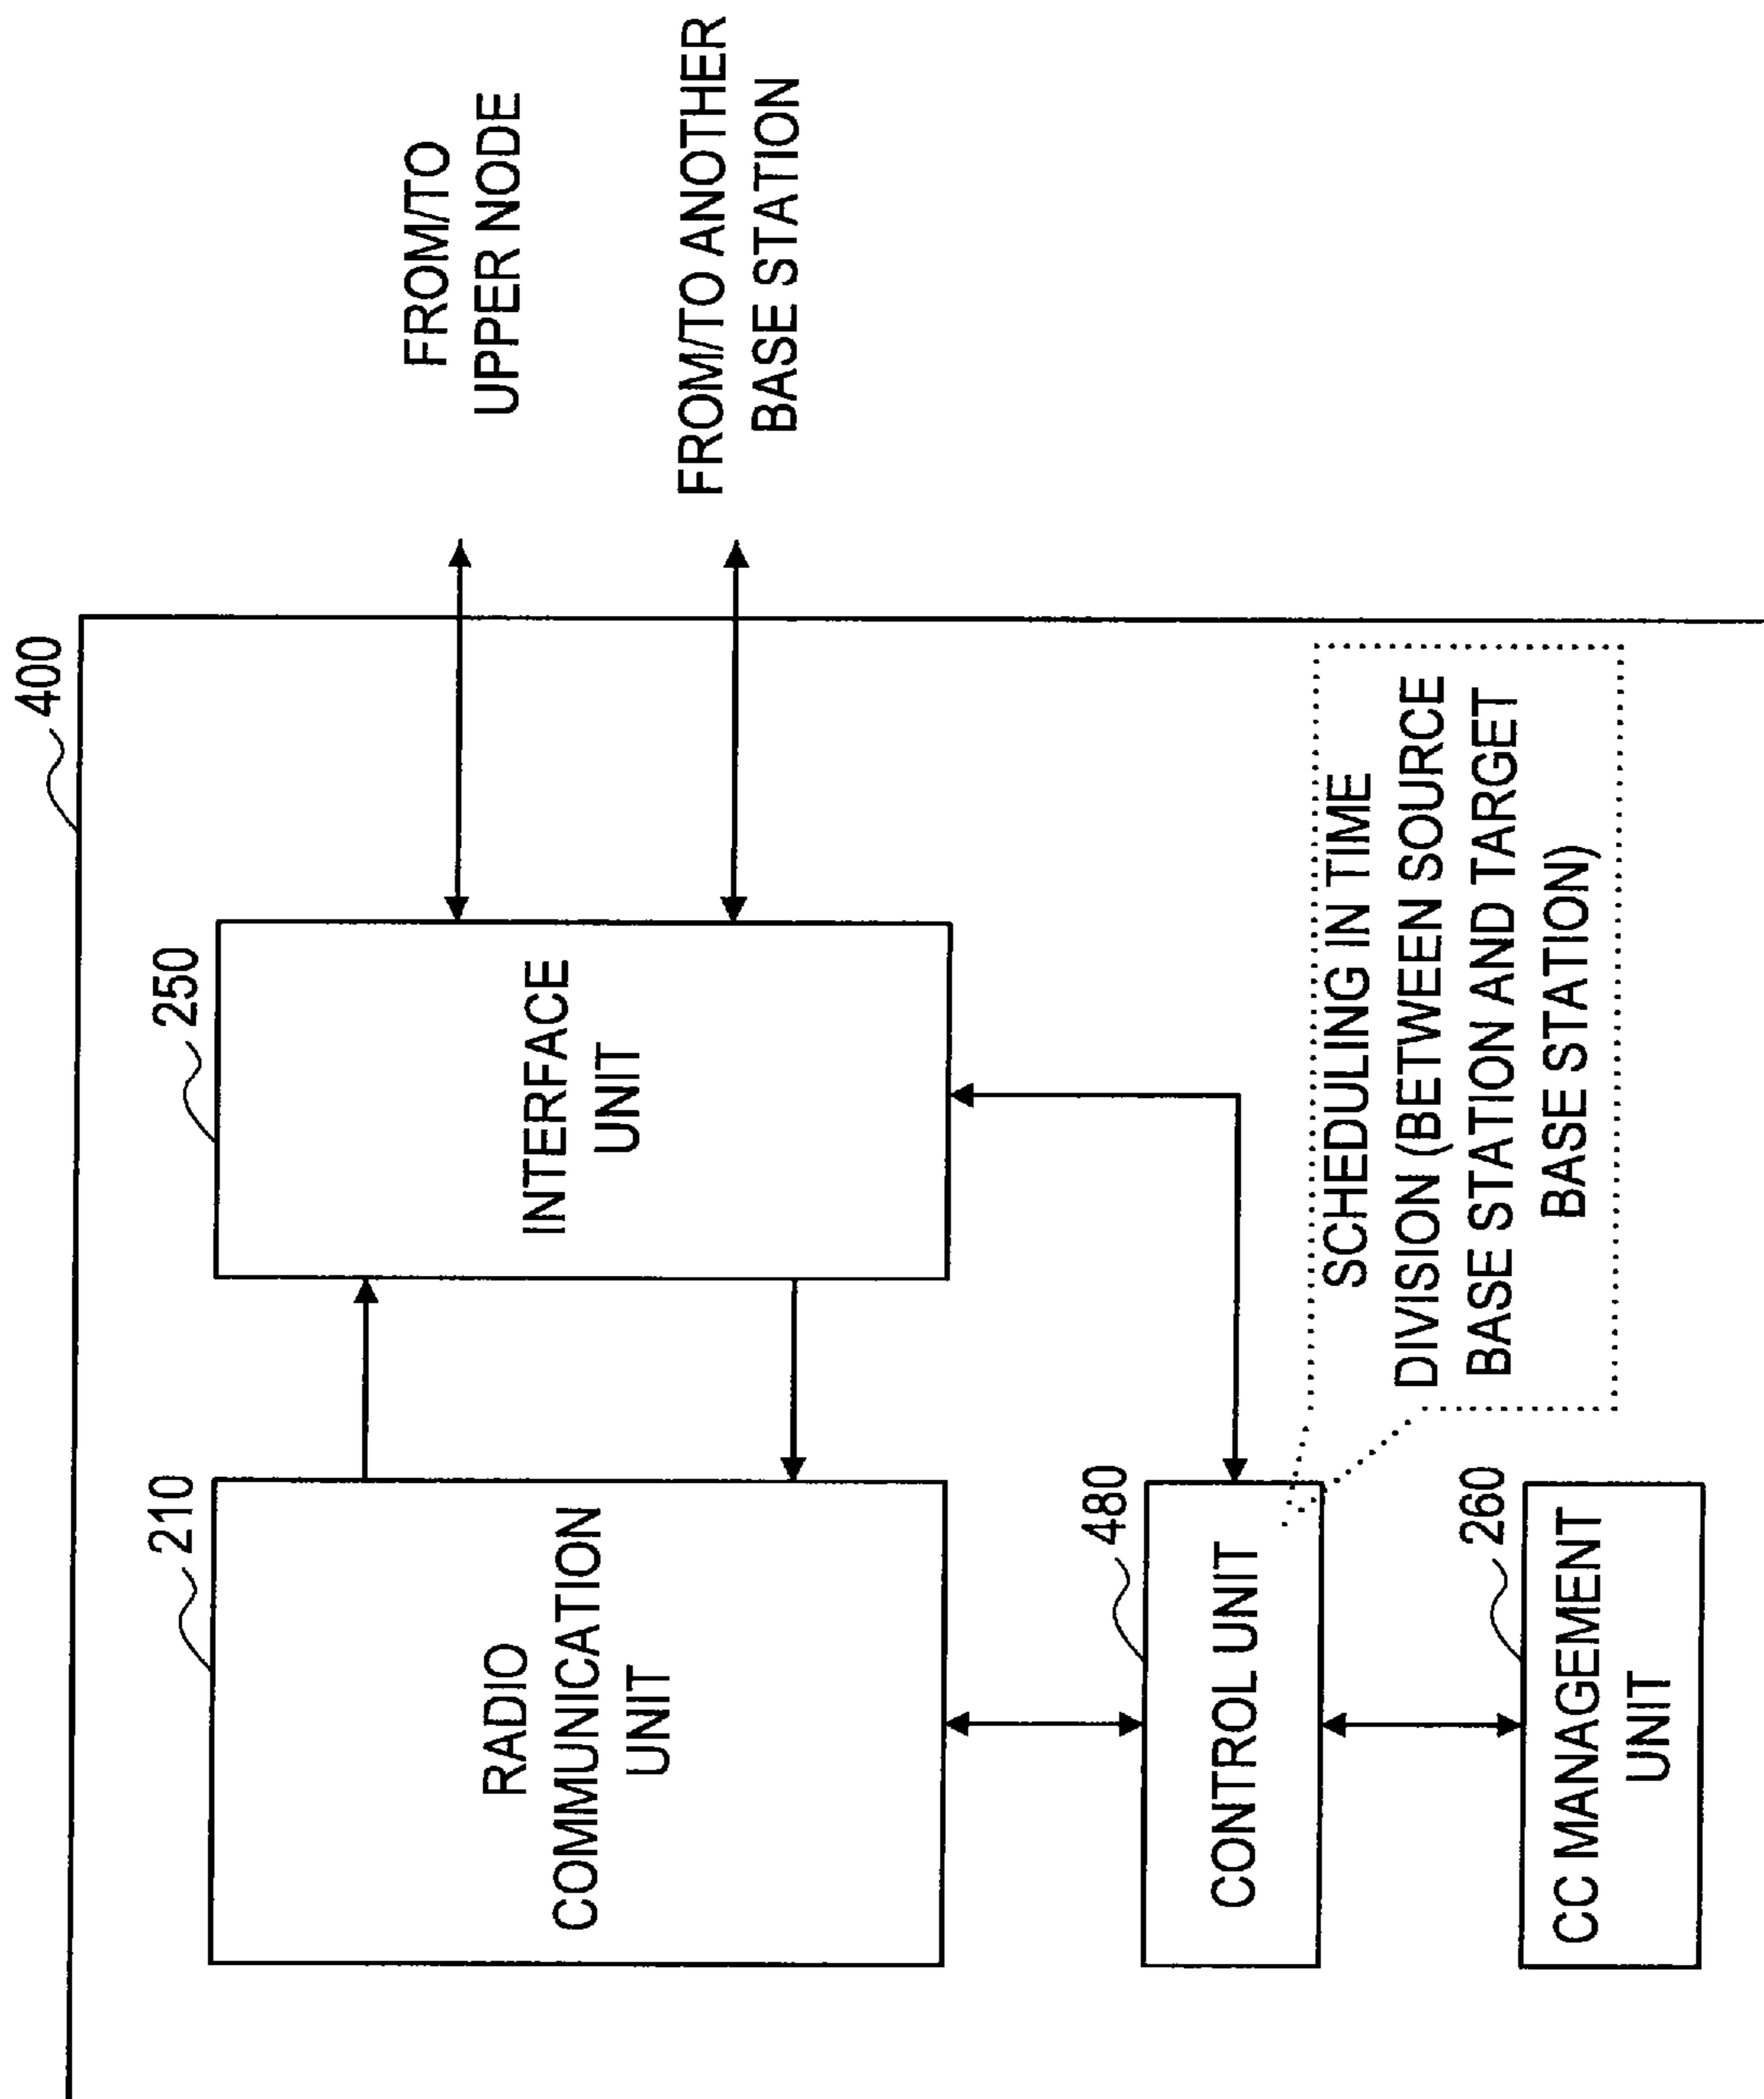 400
210
RADIO
COMMUNICATION
UNIT
250
INTERFACE
UNIT
FROM/TO
UPPER NODE
FROM/TO ANOTHER
BASE STATION
480
CONTROL UNIT
SCHEDULING IN TIME
DIVISION (BETWEEN SOURCE
BASE STATION AND TARGET
BASE STATION)
260
CC MANAGEMENT
UNIT